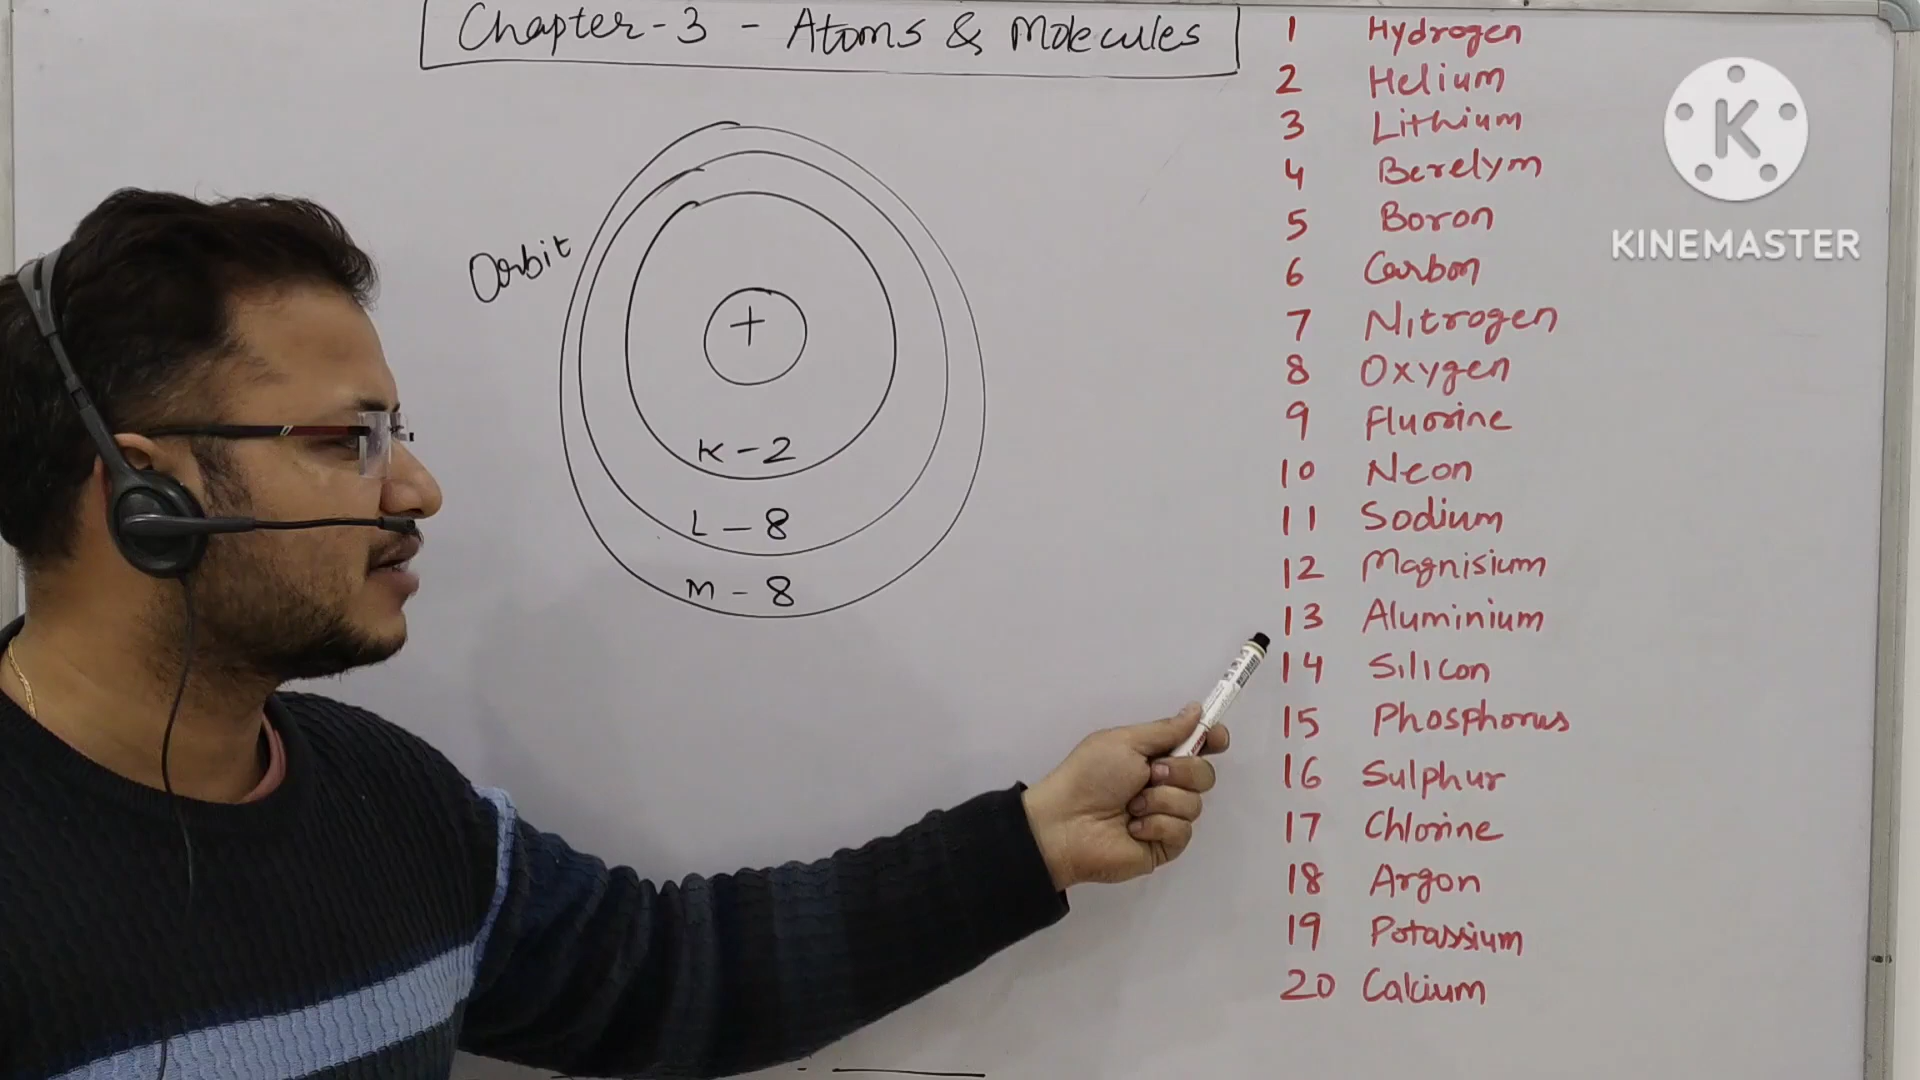 Chapter-3 - Atoms & Molecules
Orbit
+
K-2
L-8
M-8
1 Hydrogen
2 Helium
3 Lithium
4 Berelym
5 Boron
6 Carbon
7 Nitrogen
8 Oxygen
9 Fluorine
10 Neon
11 Sodium
12 Magnisium
13 Aluminium
14 Silicon
15 Phosphorus
16 Sulphur
17 Chlorine
18 Argon
19 Potassium
20 Calcium
K
KINEMASTER